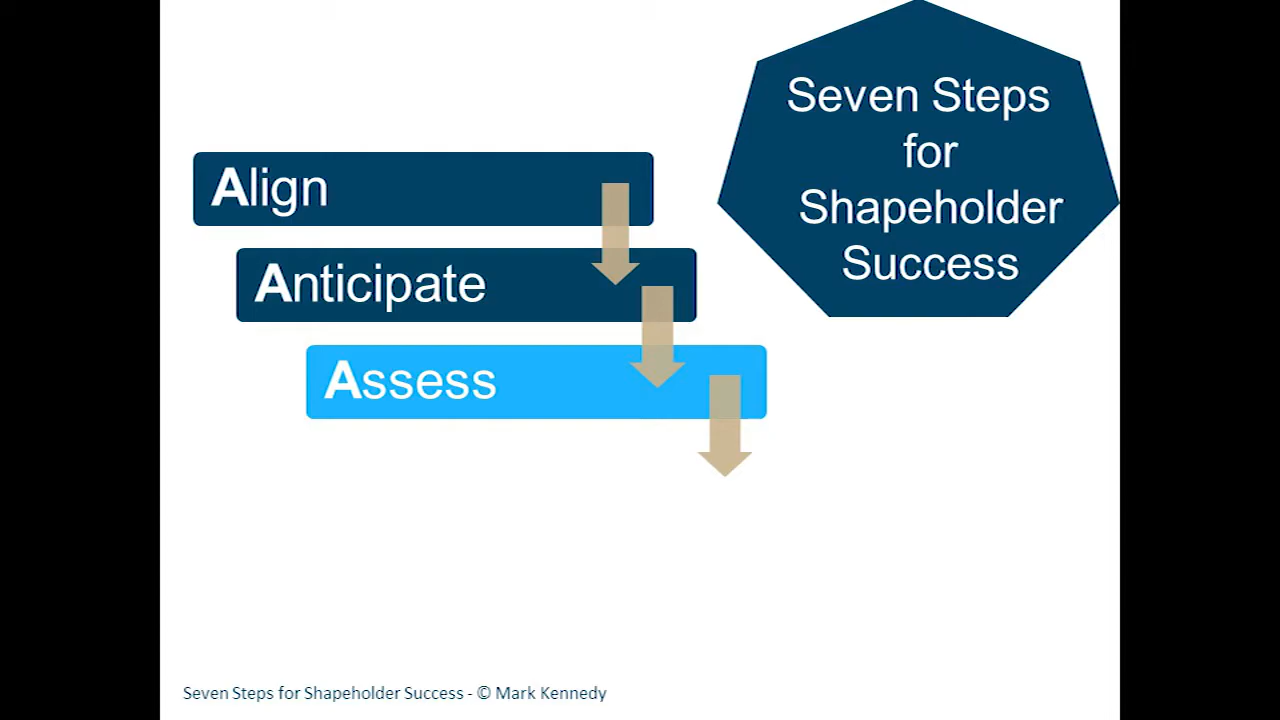 Seven Steps
for
Shapeholder
Success
Align
Anticipate
Assess
Seven Steps for Shapeholder Success - © Mark Kennedy